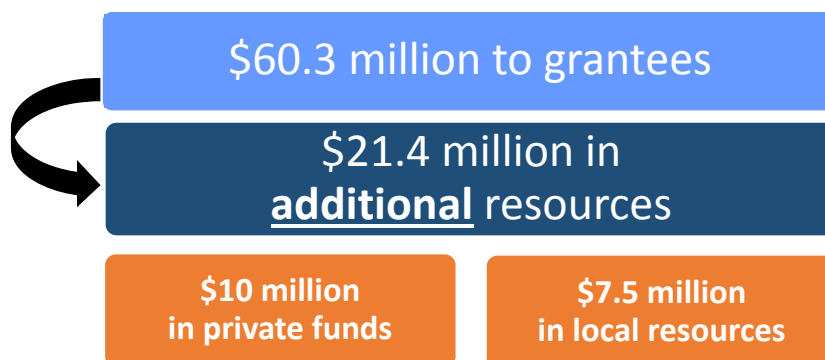 $60.3 million to grantees
$21.4 million in
additional resources
$10 million
in private funds
$7.5 million
in local resources